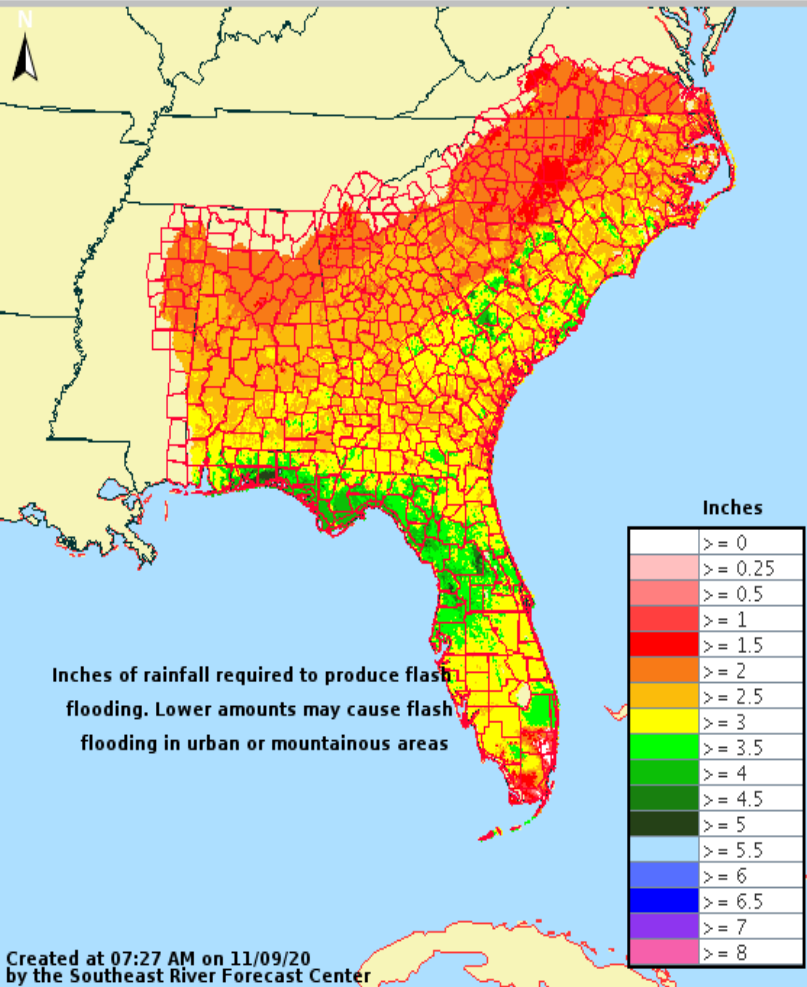 N
Inches
>= 0
>= 0.25
>= 0.5
>= 1
>= 1.5
>= 2
>= 2.5
>= 3
>= 3.5
>= 4
>= 4.5
>= 5
>= 5.5
>= 6
>= 6.5
>= 7
>= 8
Inches of rainfall required to produce flash
flooding. Lower amounts may cause flash
flooding in urban or mountainous areas
Created at 07:27 AM on 11/09/20
by the Southeast River Forecast Center